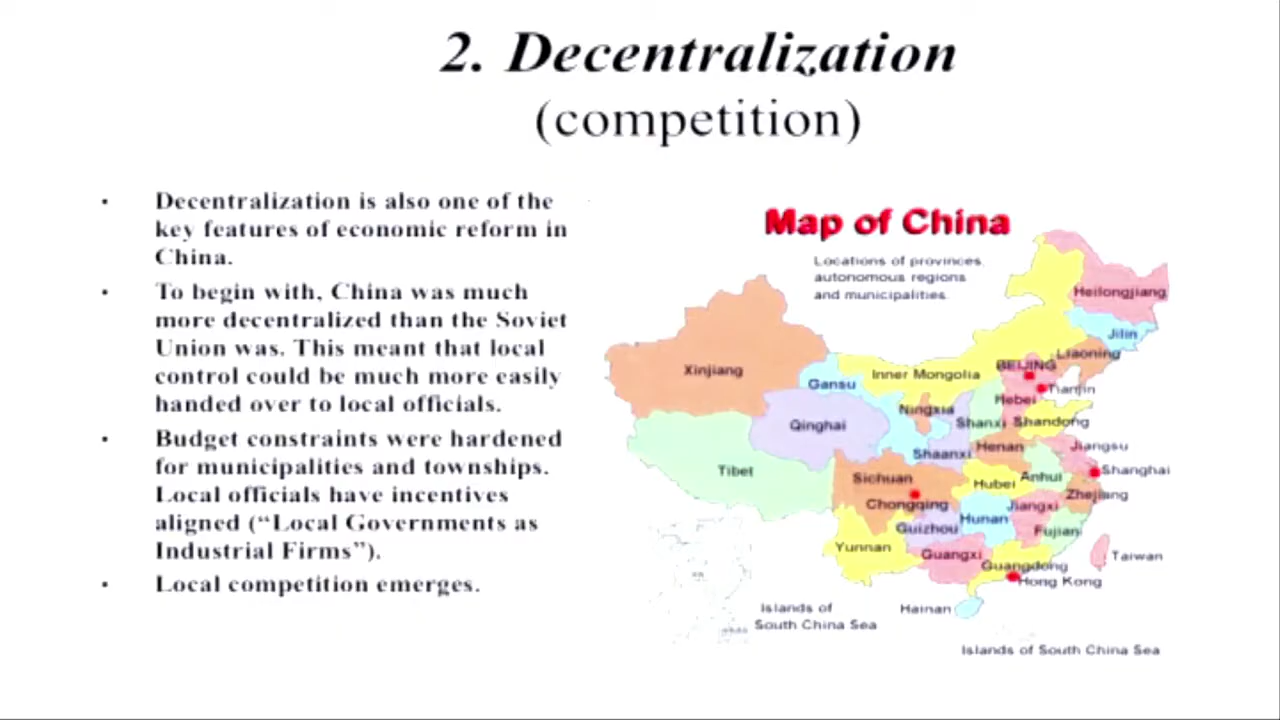 2. Decentralization
(competition)
• Decentralization is also one of the
key features of economic reform in
China.
• To begin with, China was much
more decentralized than the Soviet
Union was. This meant that local
control could be much more easily
handed over to local officials.
• Budget constraints were hardened
for municipalities and townships.
Local officials have incentives
aligned (“Local Governments as
Industrial Firms”).
• Local competition emerges.
Map of China
Locations of provinces,
autonomous regions
and municipalities.
Heilongjiang
Jilin
Liaoning
BEIJING
Xinjiang
Inner Mongolia
Gansu
Tianjin
Hebei
Ningxia
Shanxi
Shandong
Qinghai
Henan
Jiangsu
Shaanxi
Tibet
Shanghai
Sichuan
Anhui
Hubei
Zhejiang
Chongqing
Jiangxi
Hunan
Guizhou
Fujian
Yunnan
Guangxi
Taiwan
Guangdong
Hong Kong
Islands of
South China Sea
Hainan
Islands of South China Sea